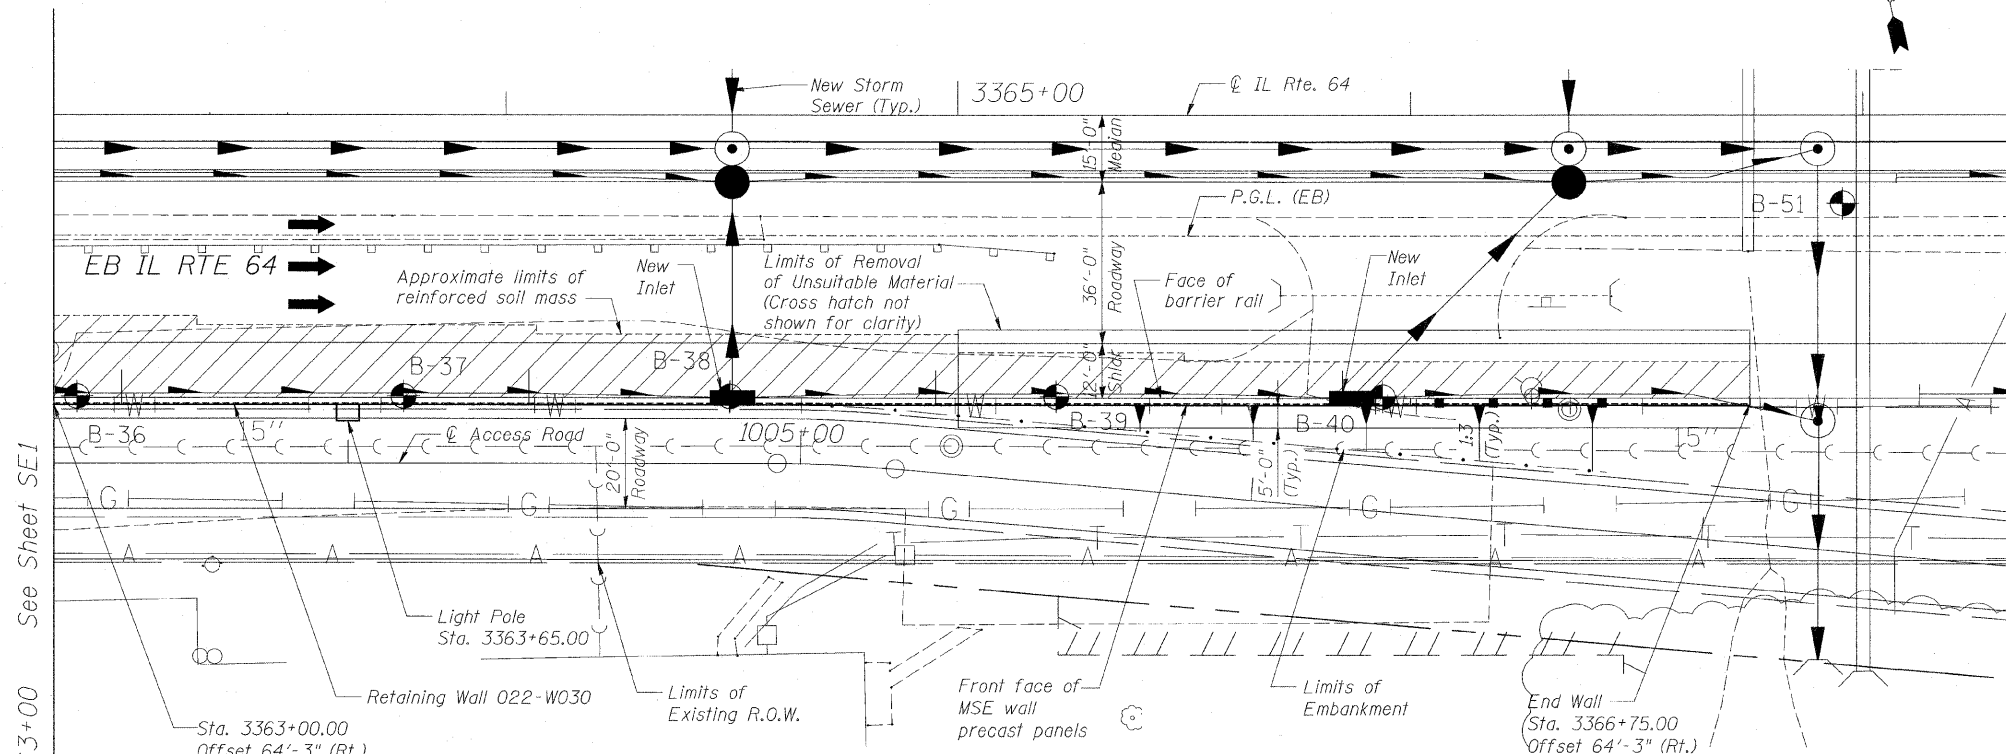 New Storm
Sewer (Typ.)
3365+00
℄ IL Rte. 64
15'-0"
Median
P.G.L. (EB)
B-51
EB IL RTE 64
Approximate limits of
reinforced soil mass
New
Inlet
Limits of Removal
of Unsuitable Material
(Cross hatch not
shown for clarity)
36'-0"
Roadway
Face of
barrier rail
New
Inlet
B-37
B-38
12'-0"
Shldr
W
W
W
W
B-36
15"
℄ Access Road
1005+00
B-39
B-40
1:3
(Typ.)
15"
20'-0"
Roadway
5'-0"
(Typ.)
G
G
G
G
G
T
T
T
T
A
A
A
A
A
A
A
A
See Sheet SE1
3+00
Light Pole
Sta. 3363+65.00
Retaining Wall 022-W030
Limits of
Existing R.O.W.
Front face of
MSE wall
precast panels
Limits of
Embankment
End Wall
Sta. 3366+75.00
Offset 64'-3" (Rt.)
Sta. 3363+00.00
Offset 64'-3" (Rt.)